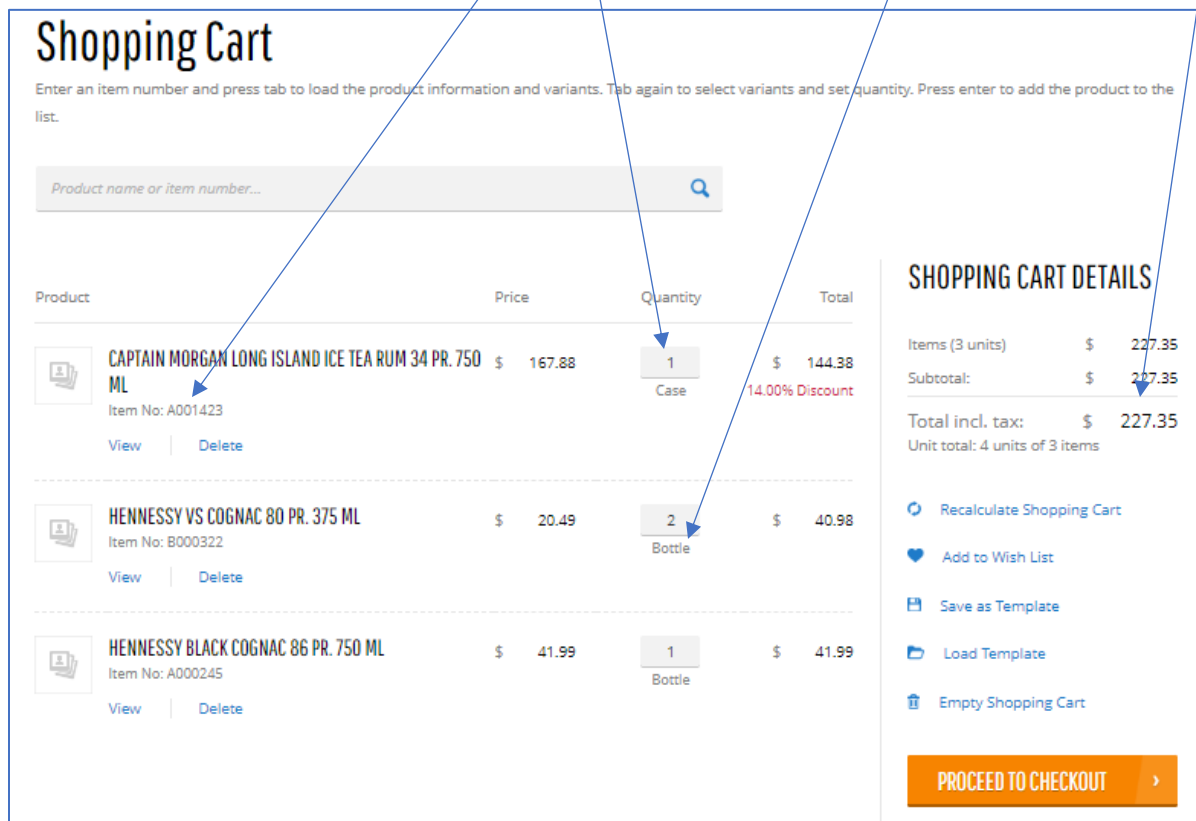 Shopping Cart
Enter an item number and press tab to load the product information and variants. Tab again to select variants and set quantity. Press enter to add the product to the
list.
Product name or item number...
Product Price Quantity Total
CAPTAIN MORGAN LONG ISLAND ICE TEA RUM 34 PR. 750 $ 167.88 1 $ 144.38
ML Case 14.00% Discount
Item No: A001423
View Delete
HENNESSY VS COGNAC 80 PR. 375 ML $ 20.49 2 $ 40.98
Item No: B000322 Bottle
View Delete
HENNESSY BLACK COGNAC 86 PR. 750 ML $ 41.99 1 $ 41.99
Item No: A000245 Bottle
View Delete
SHOPPING CART DETAILS
Items (3 units) $ 227.35
Subtotal: $ 227.35
Total incl. tax: $ 227.35
Unit total: 4 units of 3 items
Recalculate Shopping Cart
Add to Wish List
Save as Template
Load Template
Empty Shopping Cart
PROCEED TO CHECKOUT